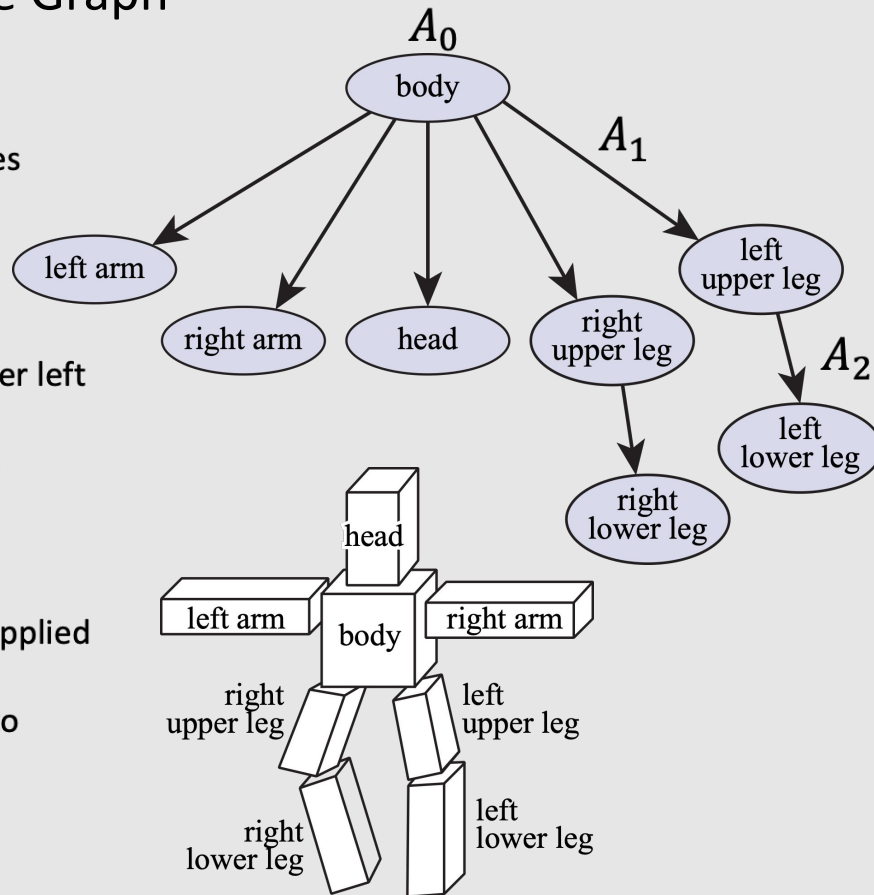 e Graph
A₀
body
es
A₁
left arm
left
upper leg
right arm
head
right
upper leg
er left
A₂
left
lower leg
right
lower leg
head
left arm
body
right arm
pplied
right
upper leg
left
upper leg
o
right
lower leg
left
lower leg